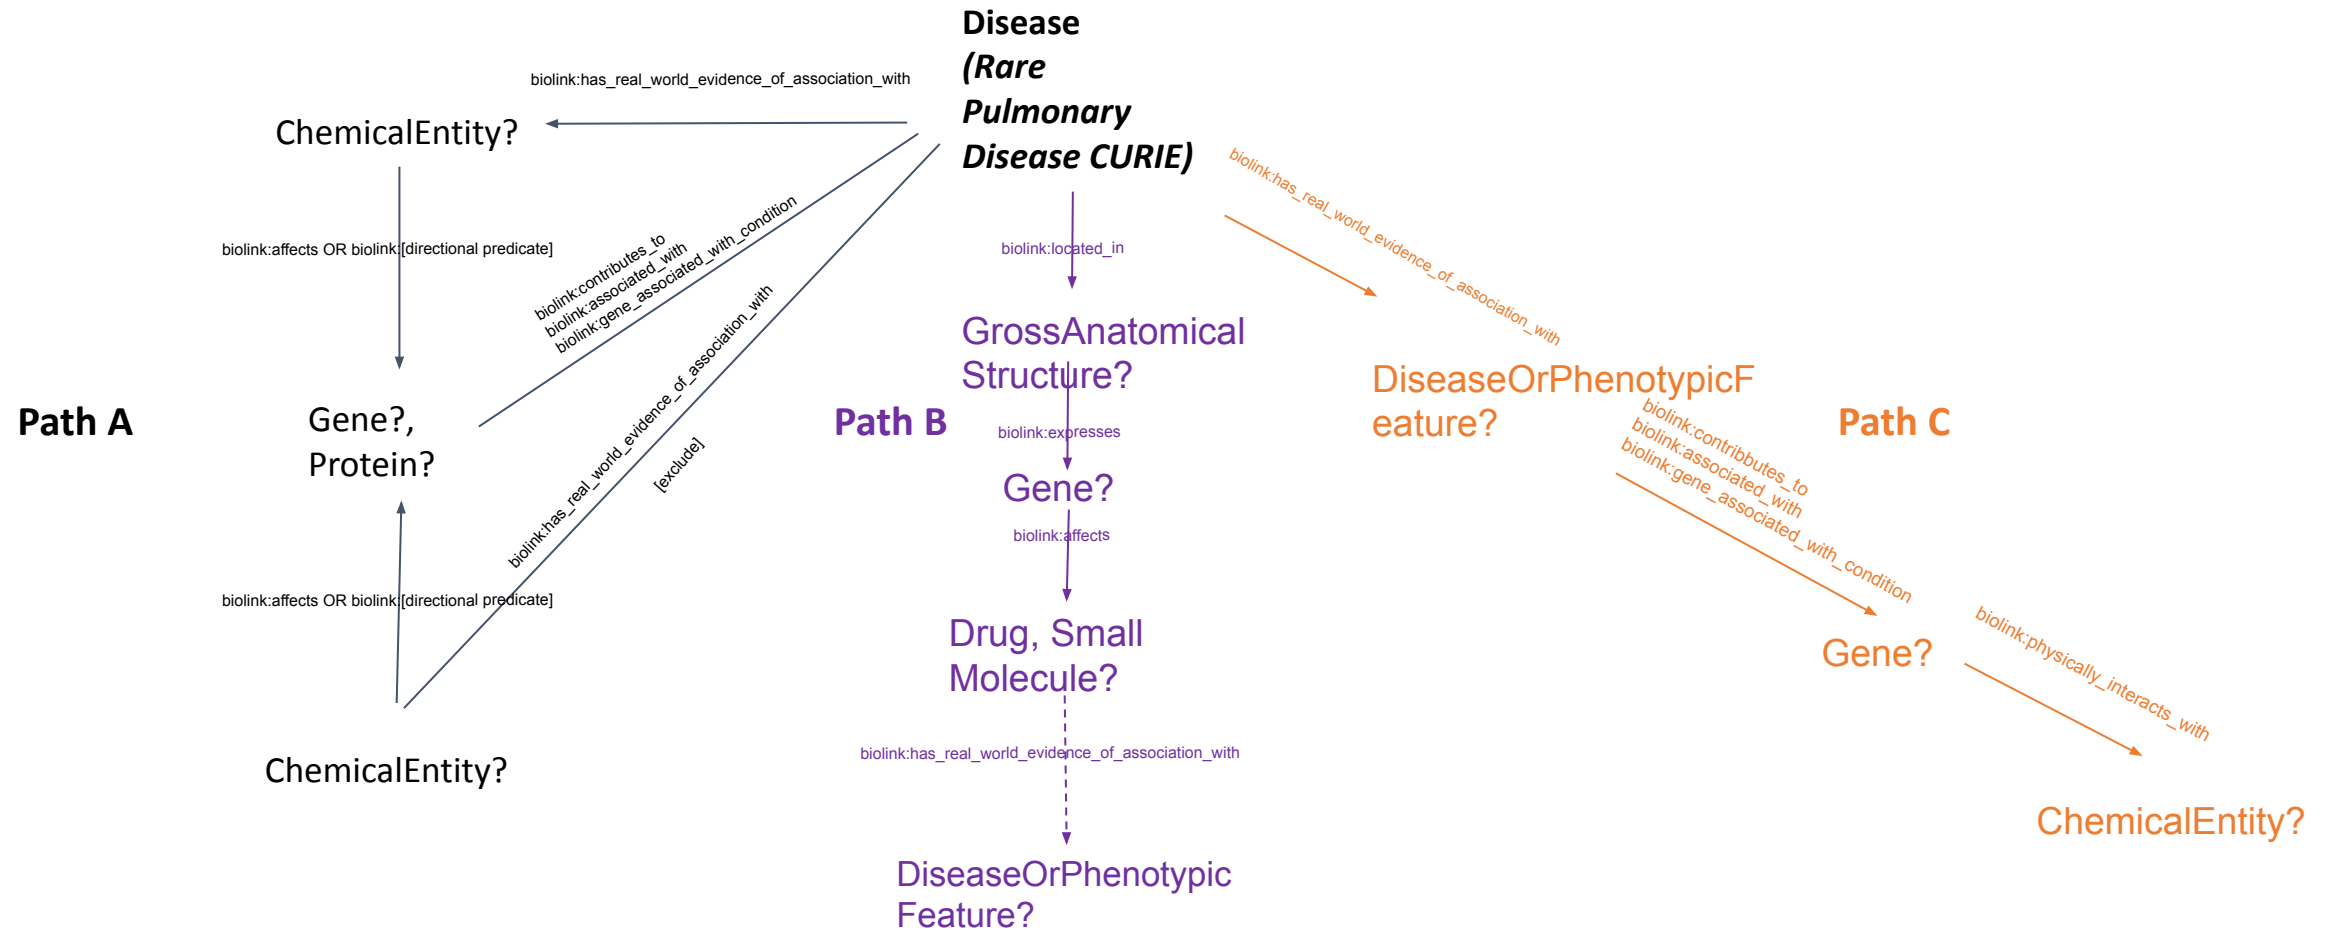 Disease
(Rare
Pulmonary
Disease CURIE)
biolink:has_real_world_evidence_of_association_with
ChemicalEntity?
biolink:affects OR biolink:[directional predicate]
biolink:contributes_to
biolink:associated_with
biolink:gene_associated_with_condition
biolink:has_real_world_evidence_of_association_with
[exclude]
Path A
Gene?,
Protein?
biolink:affects OR biolink:[directional predicate]
ChemicalEntity?
biolink:located_in
GrossAnatomical
Structure?
Path B
biolink:expresses
Gene?
biolink:affects
Drug, Small
Molecule?
biolink:has_real_world_evidence_of_association_with
DiseaseOrPhenotypic
Feature?
biolink:has_real_world_evidence_of_association_with
DiseaseOrPhenotypicF
eature?
Path C
biolink:contribbutes_to
biolink:associated_with
biolink:gene_associated_with_condition
Gene?
biolink:physically_interacts_with
ChemicalEntity?